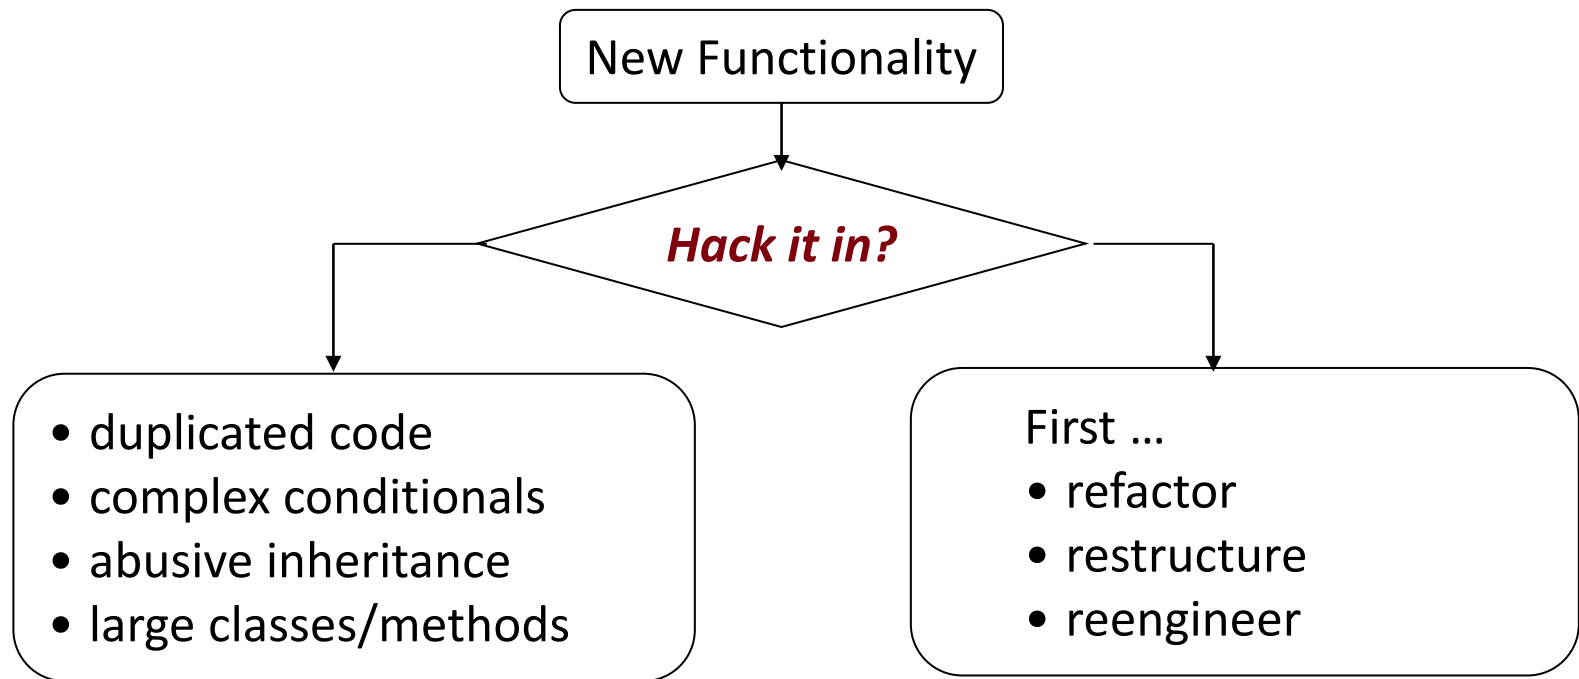 New Functionality
Hack it in?
• duplicated code
• complex conditionals
• abusive inheritance
• large classes/methods
First ...
• refactor
• restructure
• reengineer